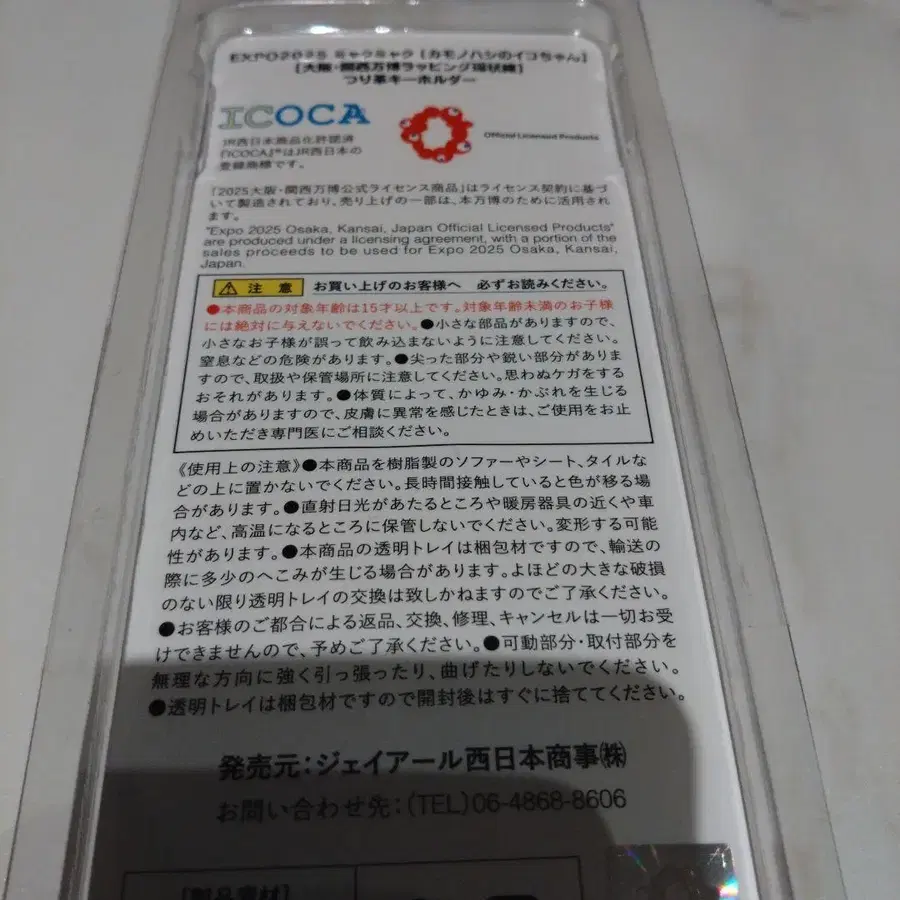 EXPO2025 ミャクミャク [カモノハシのイコちゃん]
[大阪・関西万博ラッピング環状線]
つり革キーホルダー
ICOCA
JR西日本商品化許諾済
「ICOCA」®はJR西日本の
登録商標です。
Official Licensed Products
「2025大阪・関西万博公式ライセンス商品」はライセンス契約に基づ
いて製造されており、売り上げの一部は、本万博のために活用され
ます。
"Expo 2025 Osaka, Kansai, Japan Official Licensed Products"
are produced under a licensing agreement, with a portion of the
sales proceeds to be used for Expo 2025 Osaka, Kansai,
Japan.
注 意 お買い上げのお客様へ 必ずお読みください。
●本商品の対象年齢は15才以上です。対象年齢未満のお子様
には絶対に与えないでください。●小さな部品がありますので、
小さなお子様が誤って飲み込まないように注意してください。
窒息などの危険があります。●尖った部分や鋭い部分がありま
すので、取扱や保管場所に注意してください。思わぬケガをする
おそれがあります。●体質によって、かゆみ・かぶれを生じる
場合がありますので、皮膚に異常を感じたときは、ご使用をお止
めいただき専門医にご相談ください。
《使用上の注意》●本商品を樹脂製のソファーやシート、タイルな
どの上に置かないでください。長時間接触していると色が移る場
合があります。●直射日光があたるところや暖房器具の近くや車
内など、高温になるところに保管しないでください。変形する可能
性があります。●本商品の透明トレイは梱包材ですので、輸送の
際に多少のへこみが生じる場合があります。よほどの大きな破損
のない限り透明トレイの交換は致しかねますのでご了承ください。
●お客様のご都合による返品、交換、修理、キャンセルは一切お受
けできませんので、予めご了承ください。●可動部分・取付部分を
無理な方向に強く引っ張ったり、曲げたりしないでください。
●透明トレイは梱包材ですので開封後はすぐに捨ててください。
発売元:ジェイアール西日本商事㈱
お問い合わせ先:(TEL)06-4868-8606
[製品素材]